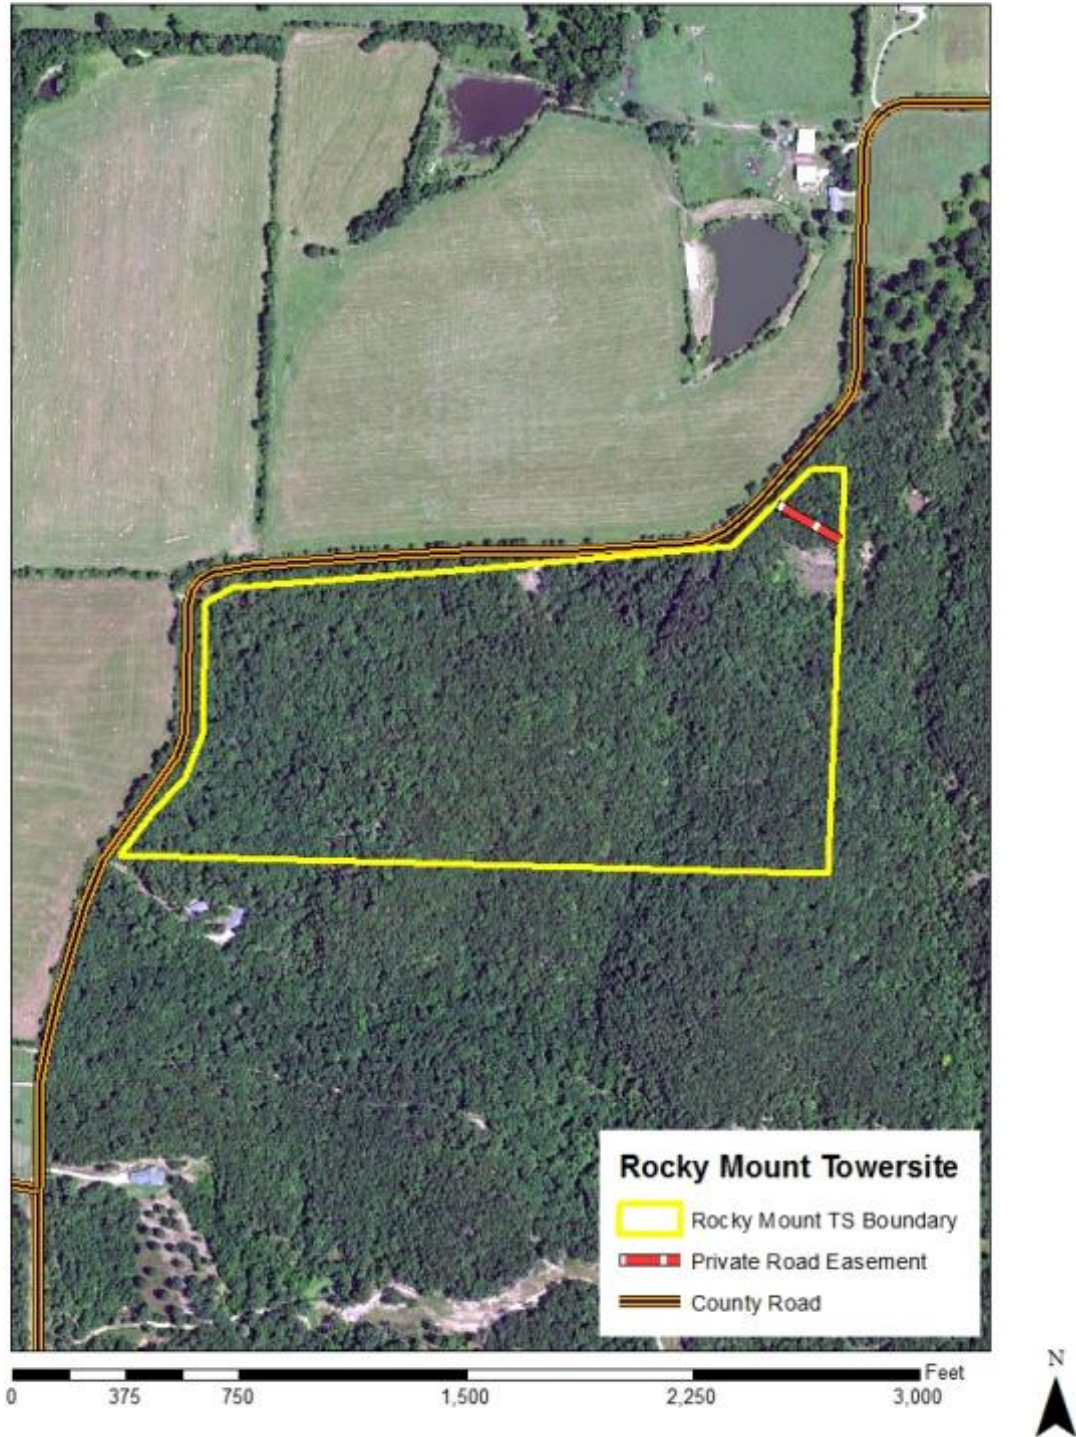 Rocky Mount Towersite
Rocky Mount TS Boundary
Private Road Easement
County Road
Feet
0 375 750 1,500 2,250 3,000
N